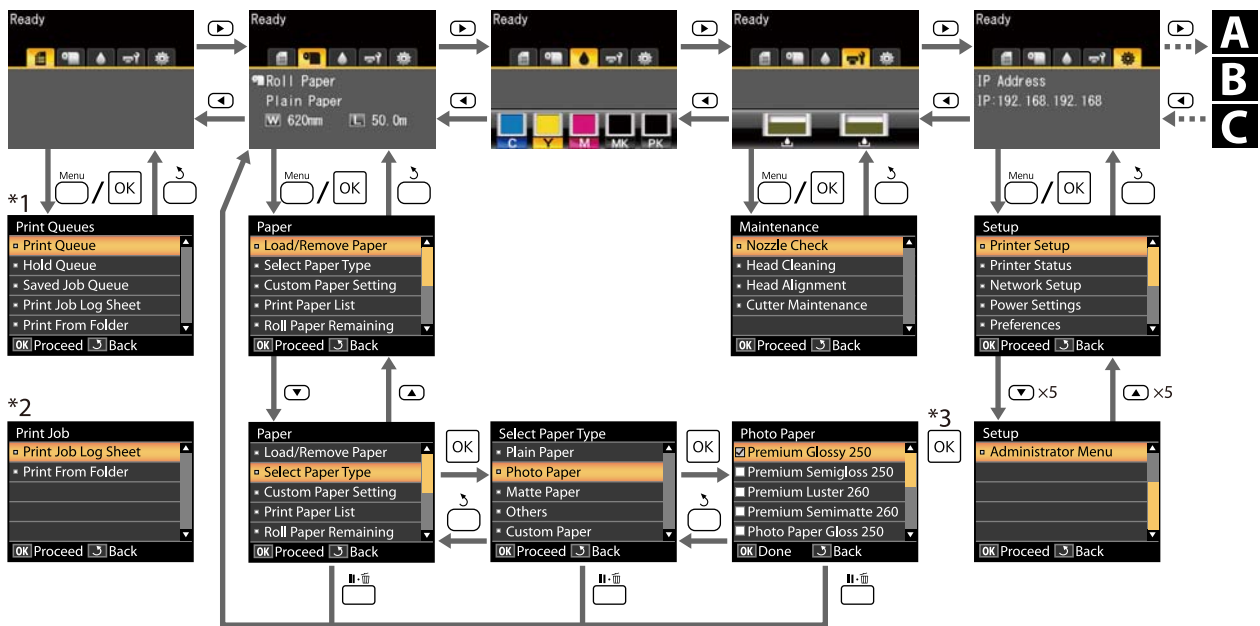 Ready
Ready
Ready
Ready
Ready
A
B
C
Roll Paper
Plain Paper
W 620mm L 50.0m
C Y M MK PK
IP Address
IP:192.168.192.168
Menu / OK
Menu / OK
Menu / OK
Menu / OK
*1
Print Queues
Print Queue
Hold Queue
Saved Job Queue
Print Job Log Sheet
Print From Folder
OK Proceed Back
Paper
Load/Remove Paper
Select Paper Type
Custom Paper Setting
Print Paper List
Roll Paper Remaining
OK Proceed Back
Maintenance
Nozzle Check
Head Cleaning
Head Alignment
Cutter Maintenance
OK Proceed Back
Setup
Printer Setup
Printer Status
Network Setup
Power Settings
Preferences
OK Proceed Back
×5
×5
*2
Print Job
Print Job Log Sheet
Print From Folder
OK Proceed Back
Paper
Load/Remove Paper
Select Paper Type
Custom Paper Setting
Print Paper List
Roll Paper Remaining
OK Proceed Back
OK
Select Paper Type
Plain Paper
Photo Paper
Matte Paper
Others
Custom Paper
OK Proceed Back
OK
Photo Paper
Premium Glossy 250
Premium Semigloss 250
Premium Luster 260
Premium Semimatte 260
Photo Paper Gloss 250
OK Done Back
*3
OK
Setup
Administrator Menu
OK Proceed Back